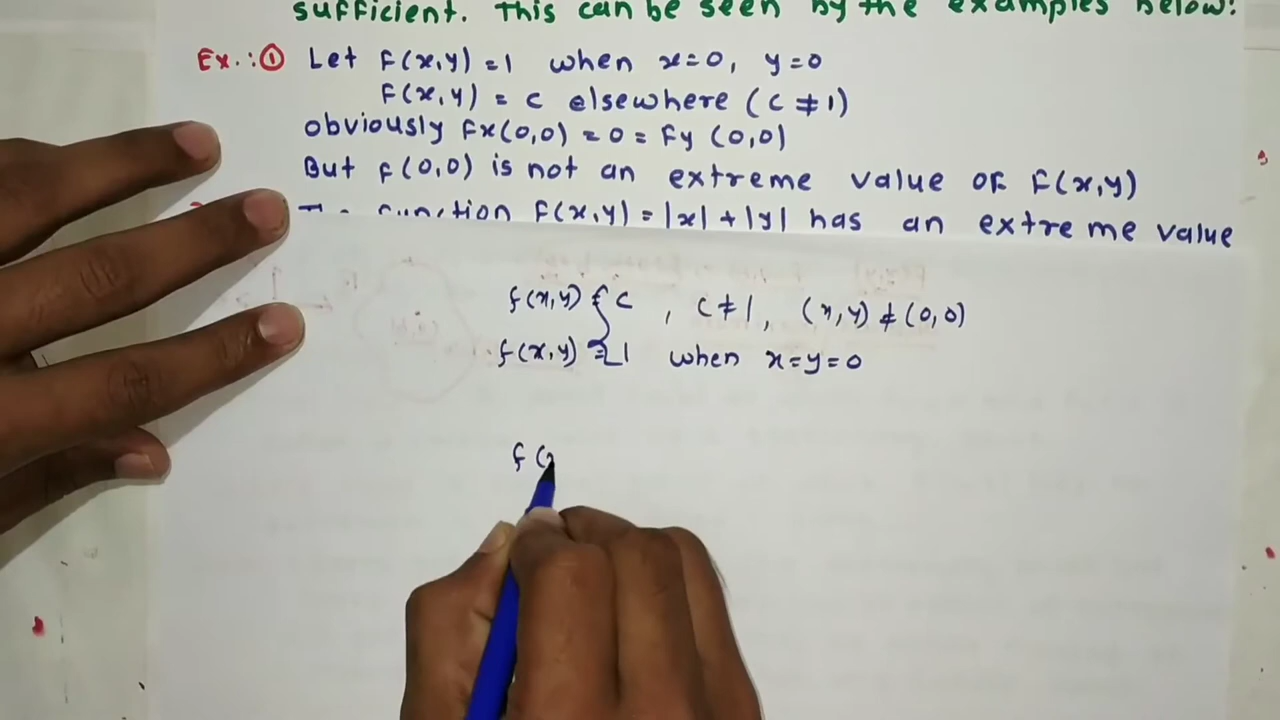 sufficient. This can be seen by the examples below:
Ex.:① Let f(x,y)=1 when x=0, y=0
f(x,y) = c elsewhere (c ≠ 1)
obviously fx(0,0) = 0 = fy (0,0)
But f(0,0) is not an extreme value of f(x,y)
function f(x,y) = |x| + |y| has an extreme value
f(x,y) = { c , c ≠ 1, (x,y) ≠ (0,0)
f(x,y) = 1 when x=y=0
f (